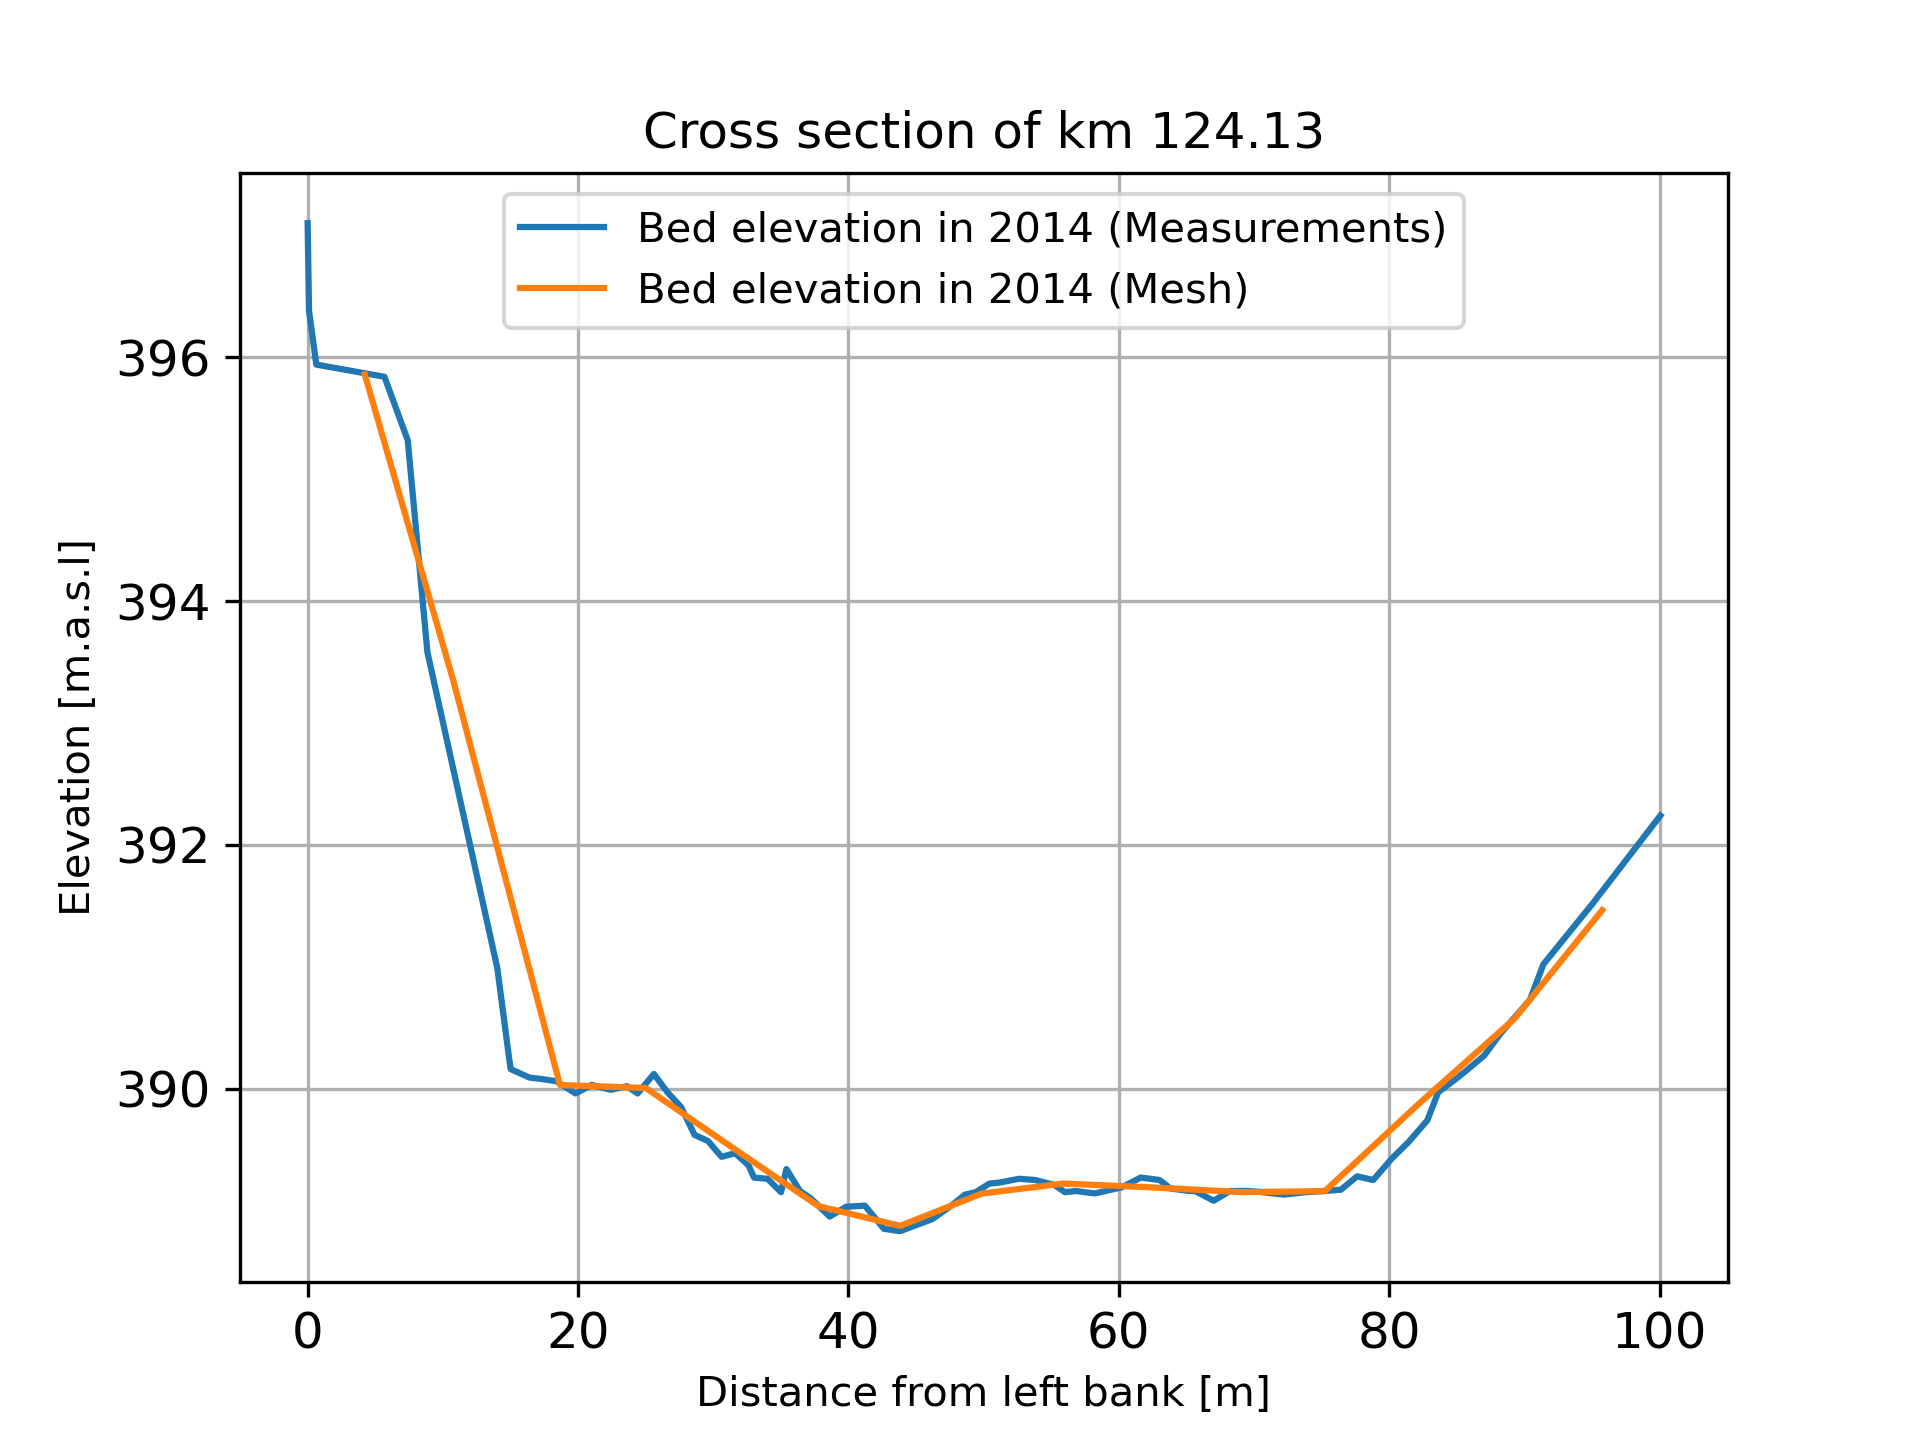 Cross section of km 124.13
Bed elevation in 2014 (Measurements)
Bed elevation in 2014 (Mesh)
Elevation [m.a.s.l]
396
394
392
390
0 20 40 60 80 100
Distance from left bank [m]